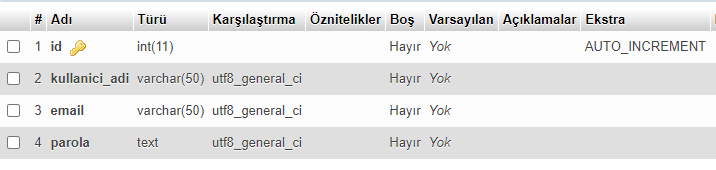 # Adı Türü Karşılaştırma Öznitelikler Boş Varsayılan Açıklamalar Ekstra
1 id int(11) Hayır Yok AUTO_INCREMENT
2 kullanici_adi varchar(50) utf8_general_ci Hayır Yok
3 email varchar(50) utf8_general_ci Hayır Yok
4 parola text utf8_general_ci Hayır Yok